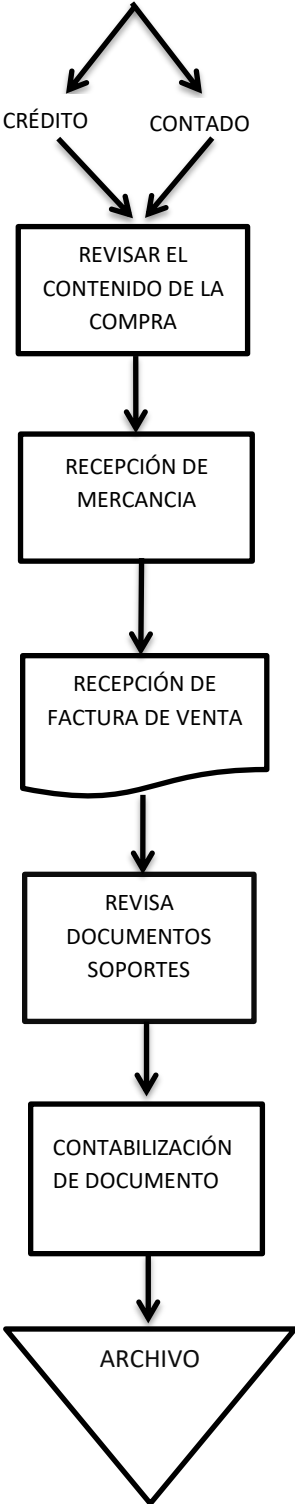 CRÉDITO
CONTADO
REVISAR EL
CONTENIDO DE LA
COMPRA
RECEPCIÓN DE
MERCANCIA
RECEPCIÓN DE
FACTURA DE VENTA
REVISA
DOCUMENTOS
SOPORTES
CONTABILIZACIÓN
DE DOCUMENTO
ARCHIVO